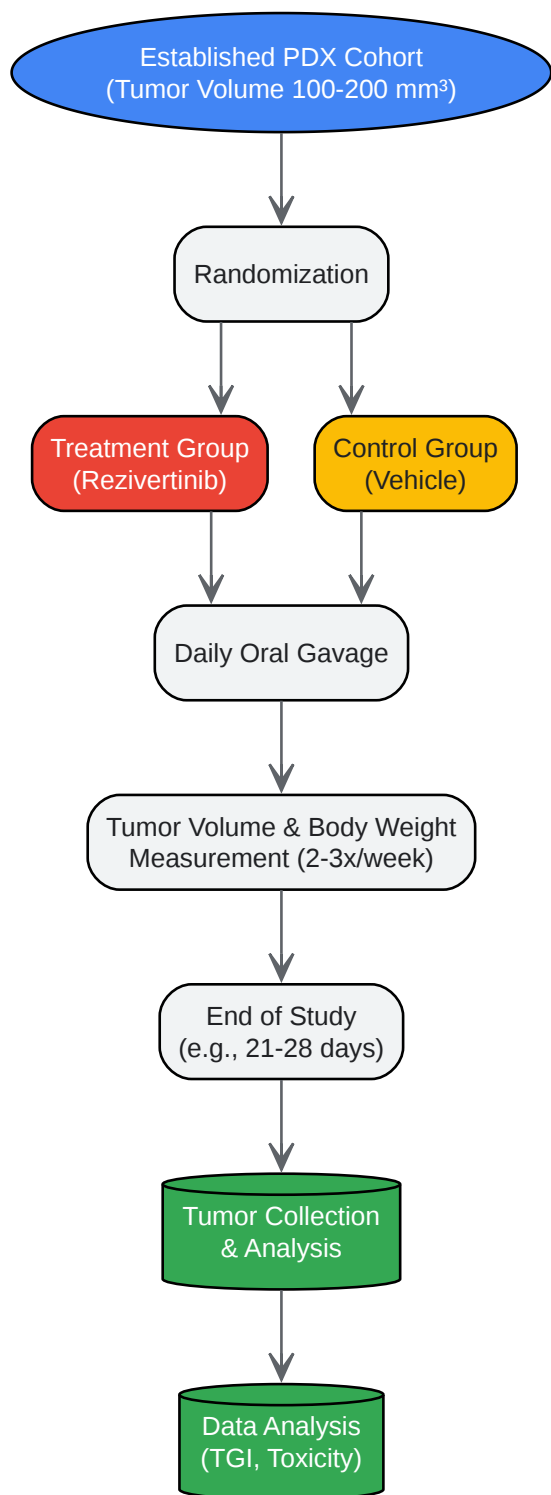 Established PDX Cohort
(Tumor Volume 100-200 mm³)
Randomization
Treatment Group
(Rezivertinib)
Control Group
(Vehicle)
Daily Oral Gavage
Tumor Volume & Body Weight
Measurement (2-3x/week)
End of Study
(e.g., 21-28 days)
Tumor Collection
& Analysis
Data Analysis
(TGI, Toxicity)